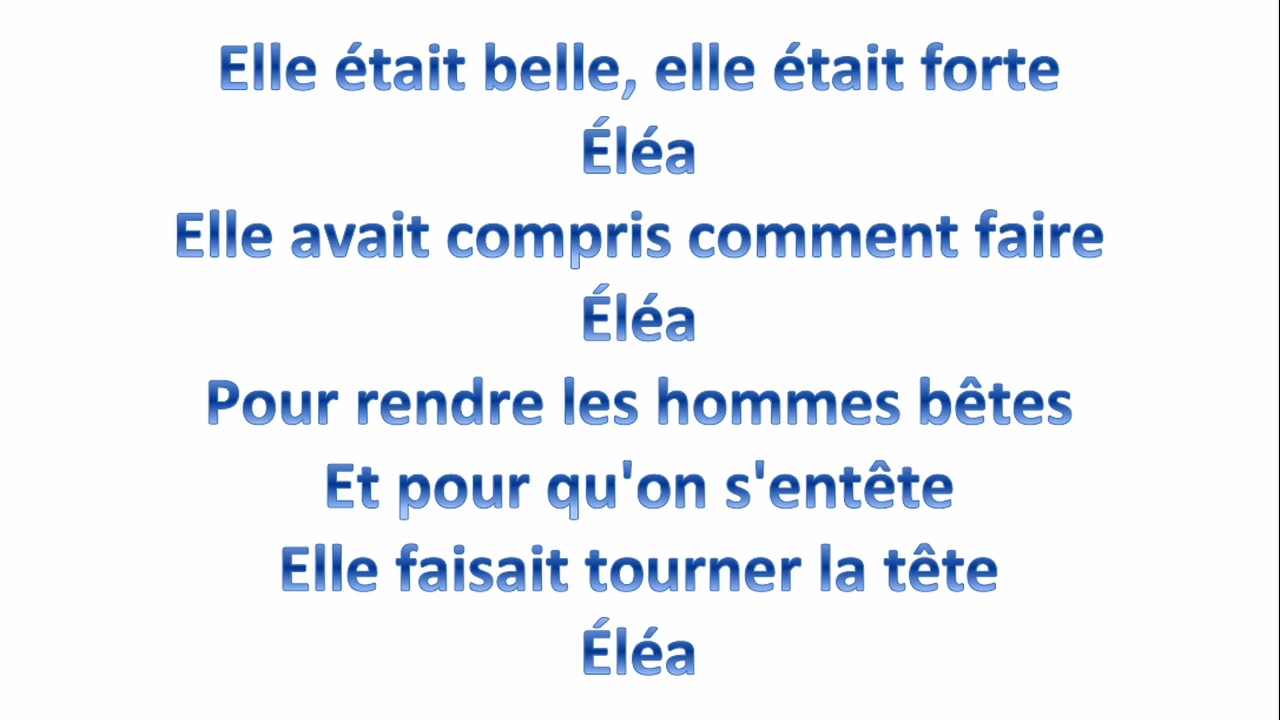 Elle était belle, elle était forte
Éléa
Elle avait compris comment faire
Éléa
Pour rendre les hommes bêtes
Et pour qu'on s'entête
Elle faisait tourner la tête
Éléa